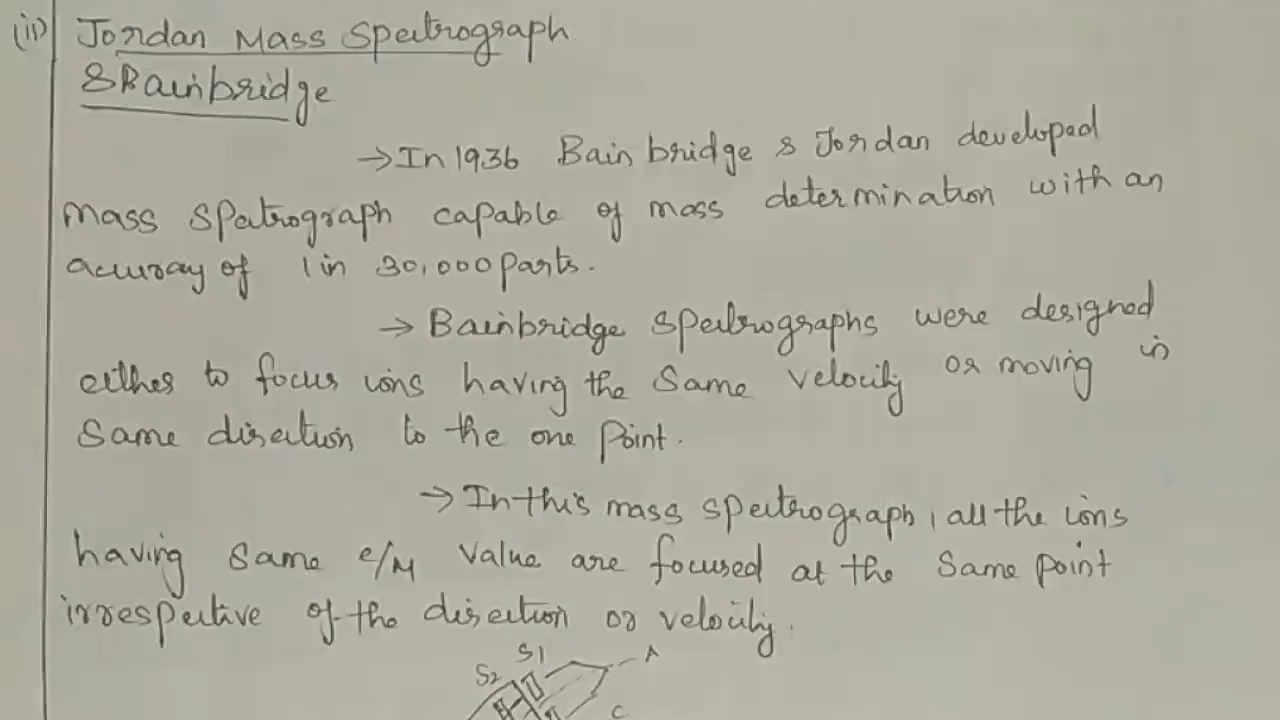 (ii) Jordan Mass Spectrograph
& Bainbridge
→ In 1936 Bain bridge & Jordan developed
mass spectrograph capable of mass determination with an
accuracy of 1 in 30,000 parts.
→ Bainbridge spectrographs were designed
either to focus ions having the same velocity or moving in
same direction to the one point.
→ In this mass spectrograph, all the ions
having same e/M value are focused at the same point
irrespective of the direction or velocity.
S1 A
S2
C